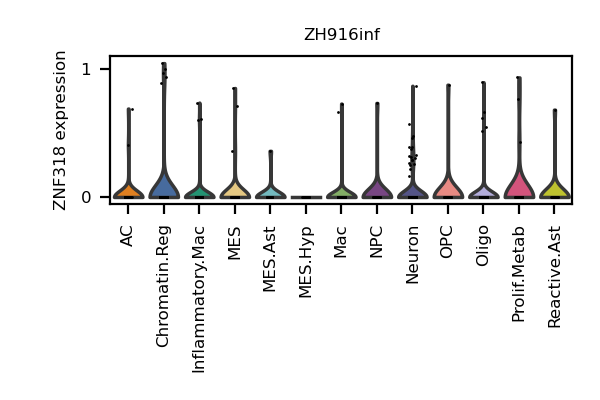 ZH916inf
ZNF318 expression
1
0
AC
Chromatin.Reg
Inflammatory.Mac
MES
MES.Ast
MES.Hyp
Mac
NPC
Neuron
OPC
Oligo
Prolif.Metab
Reactive.Ast